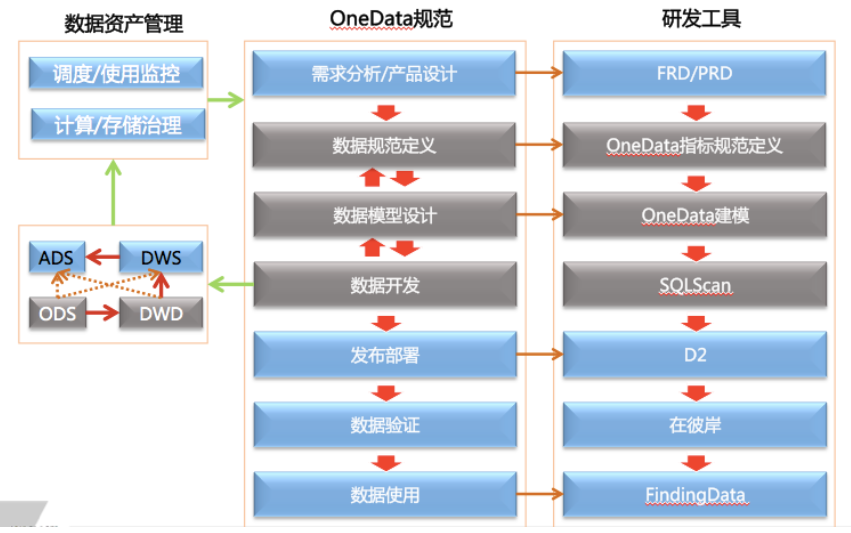 数据资产管理
OneData规范
研发工具
调度/使用监控
计算/存储治理
ADS
DWS
ODS
DWD
需求分析/产品设计
数据规范定义
数据模型设计
数据开发
发布部署
数据验证
数据使用
FRD/PRD
OneData指标规范定义
OneData建模
SQLScan
D2
在彼岸
FindingData